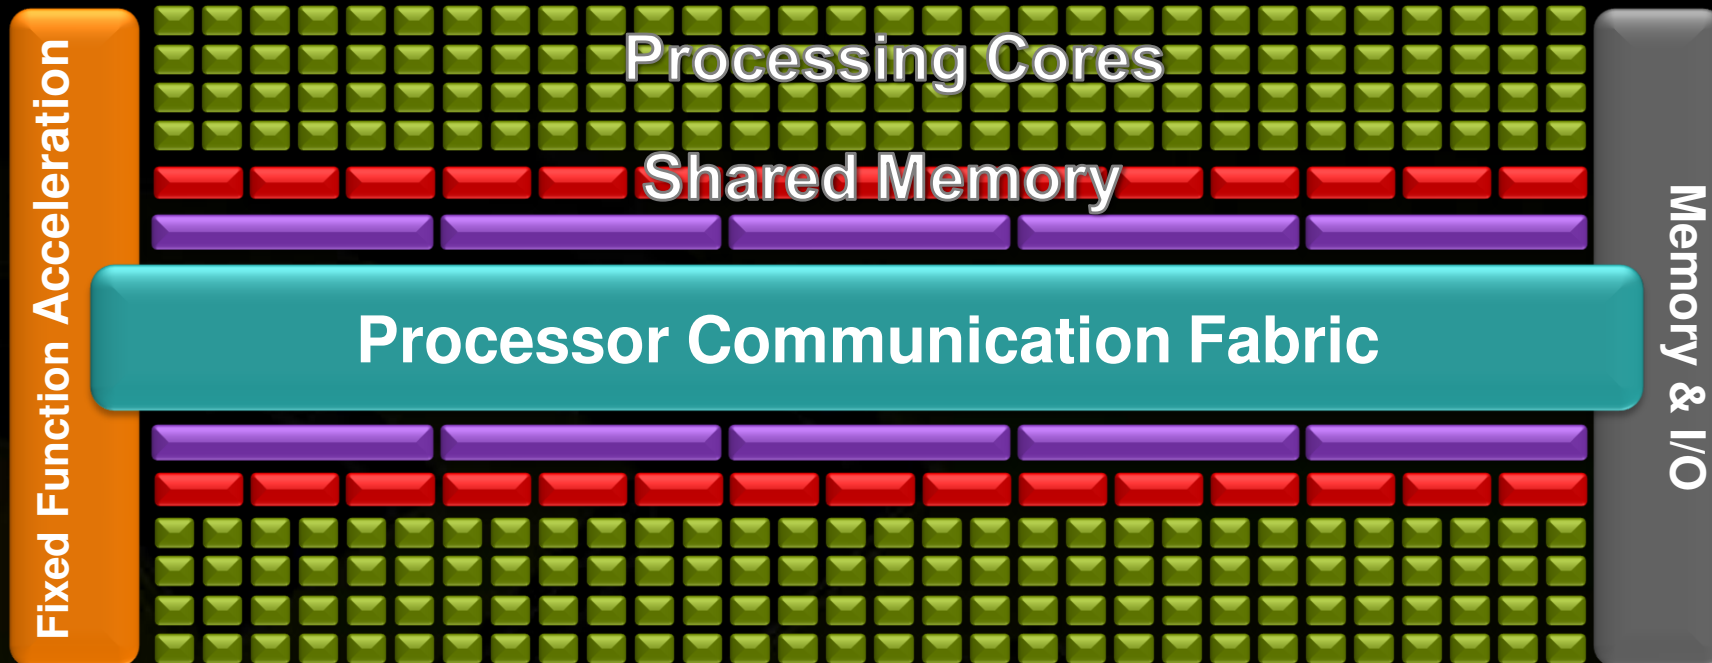 Fixed Function Acceleration
Processing Cores
Shared Memory
Processor Communication Fabric
Memory & I/O